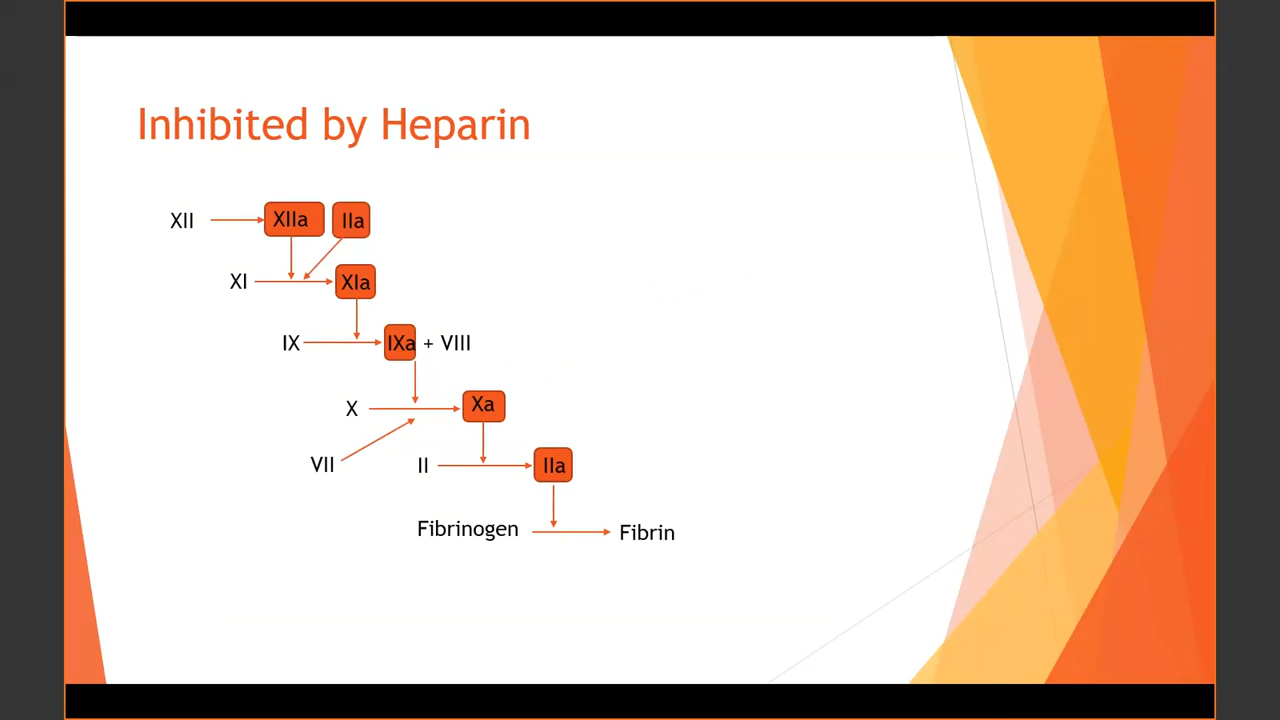 Inhibited by Heparin
XII XIIa IIa
XI XIa
IX IXa + VIII
X Xa
VII II IIa
Fibrinogen Fibrin